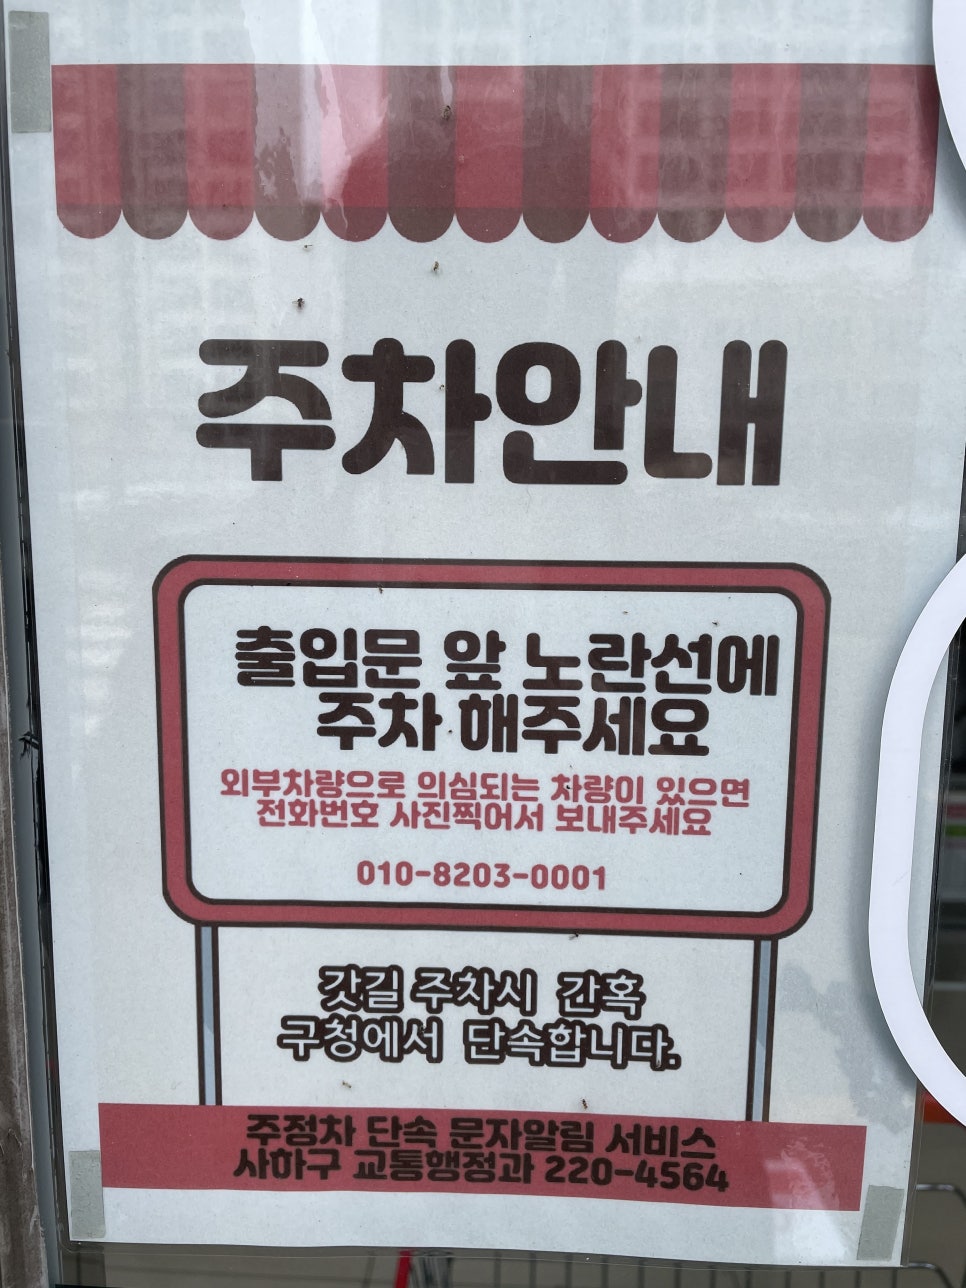 주차안내
출입문 앞 노란선에
주차 해주세요
외부차량으로 의심되는 차량이 있으면
전화번호 사진찍어서 보내주세요
010-8203-0001
갓길 주차시 간혹
구청에서 단속합니다.
주정차 단속 문자알림 서비스
사하구 교통행정과 220-4564